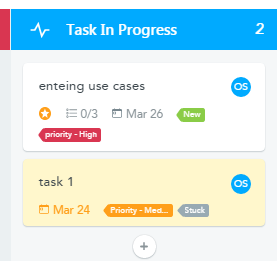 Task In Progress 2
enteing use cases OS
0/3 Mar 26 New
priority - High
task 1 OS
Mar 24 Priority - Med... Stuck
+